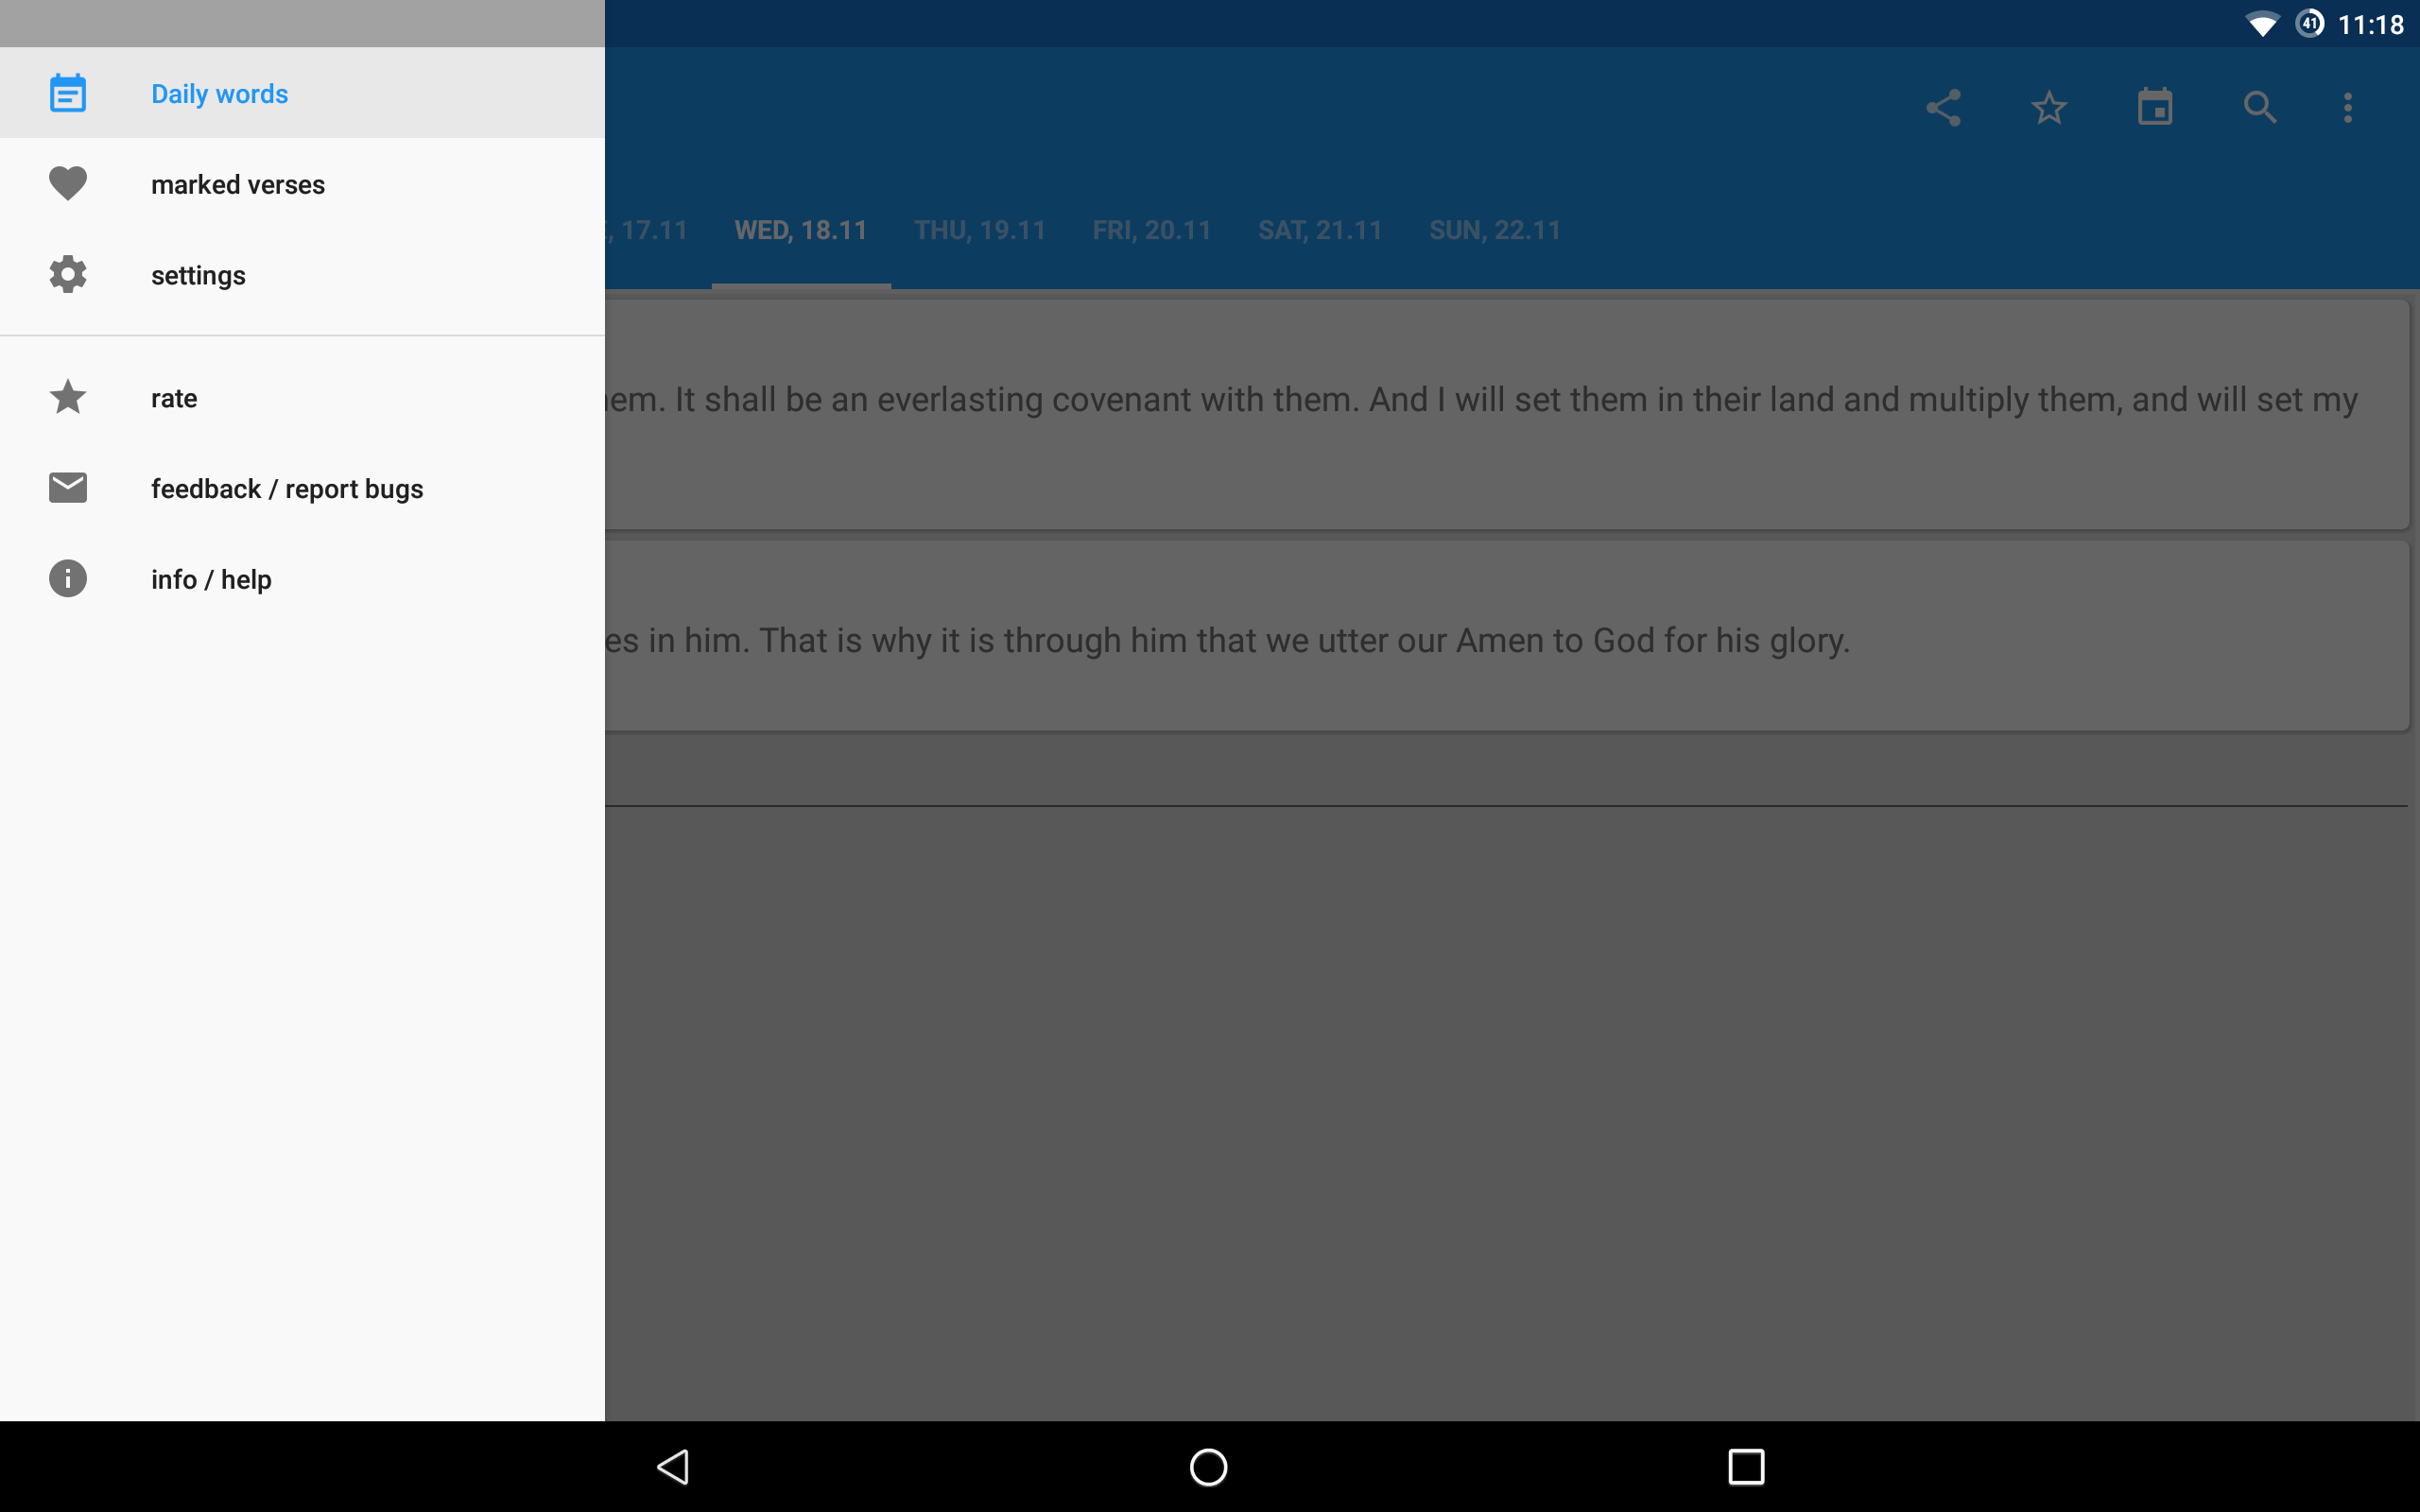 41 11:18
Daily words
marked verses
settings
rate
feedback / report bugs
info / help
17.11 WED, 18.11 THU, 19.11 FRI, 20.11 SAT, 21.11 SUN, 22.11
em. It shall be an everlasting covenant with them. And I will set them in their land and multiply them, and will set my
es in him. That is why it is through him that we utter our Amen to God for his glory.